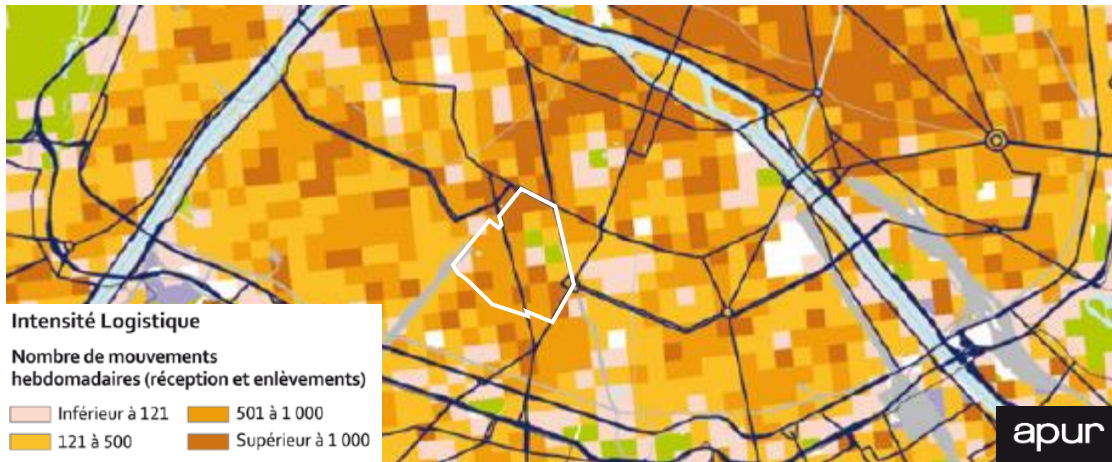 Intensité Logistique
Nombre de mouvements
hebdomadaires (réception et enlèvements)
Inférieur à 121
501 à 1 000
121 à 500
Supérieur à 1 000
apur